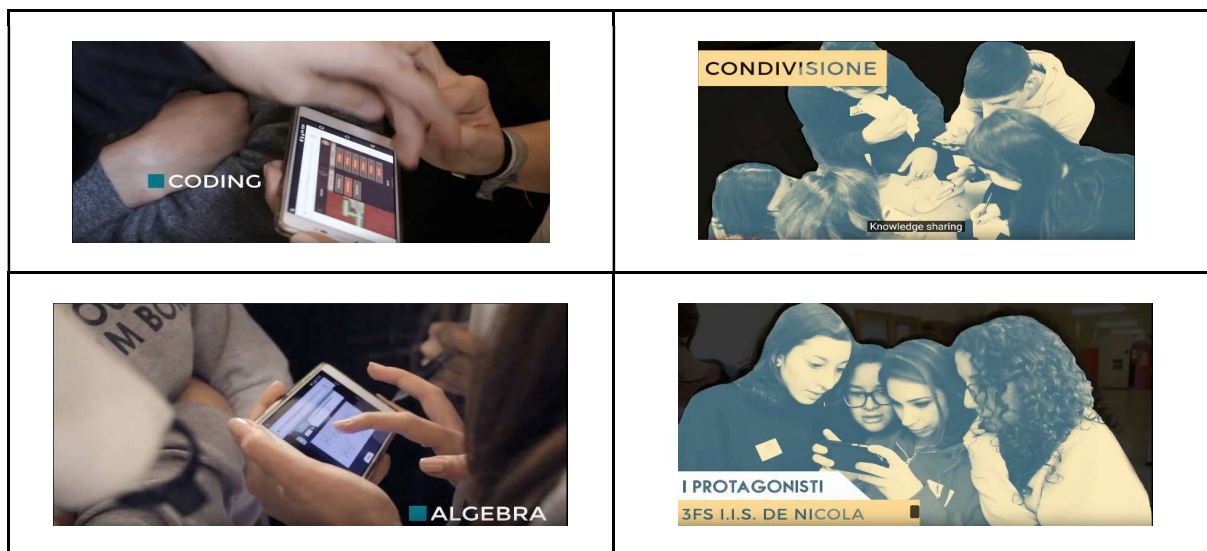 CODING
CONDIVISIONE
Knowledge sharing
ALGEBRA
I PROTAGONISTI
3FS I.I.S. DE NICOLA